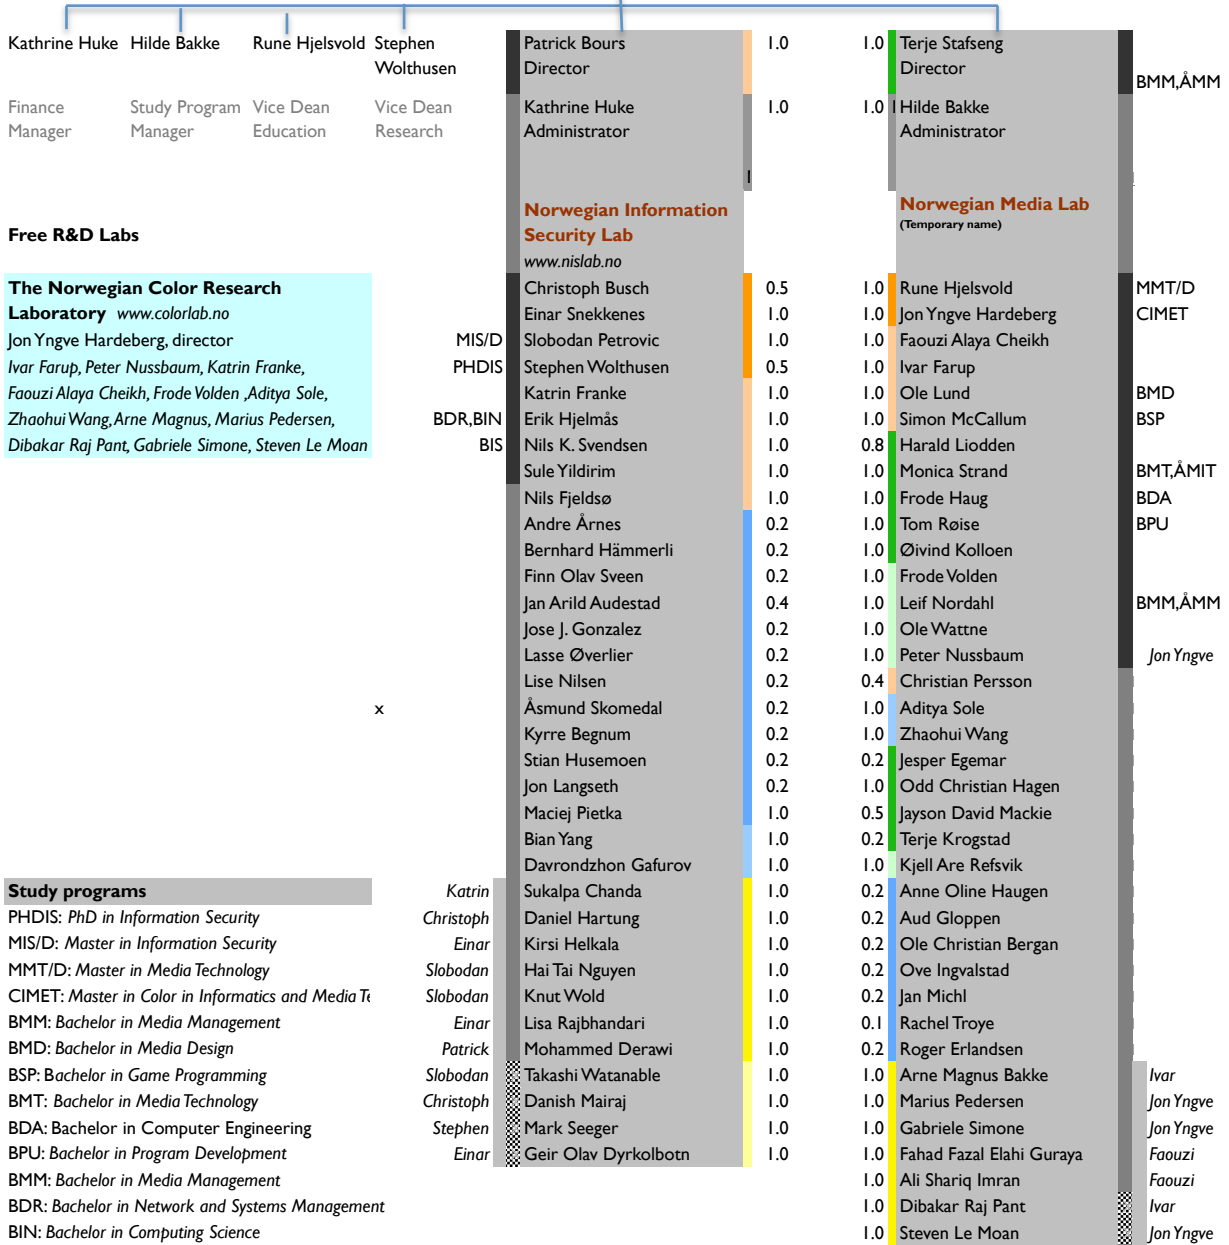 Kathrine Huke Hilde Bakke Rune Hjelsvold Stephen Wolthusen
Finance Manager Study Program Manager Vice Dean Education Vice Dean Research
Patrick Bours 1.0
Director
Kathrine Huke 1.0
Administrator
1.0 Terje Stafseng
Director
BMM,ÅMM
1.0 Hilde Bakke
Administrator
Free R&D Labs
The Norwegian Color Research
Laboratory www.colorlab.no
Jon Yngve Hardeberg, director
Ivar Farup, Peter Nussbaum, Katrin Franke,
Faouzi Alaya Cheikh, Frode Volden ,Aditya Sole,
Zhaohui Wang, Arne Magnus, Marius Pedersen,
Dibakar Raj Pant, Gabriele Simone, Steven Le Moan
Norwegian Information
Security Lab
www.nislab.no
Christoph Busch 0.5
Einar Snekkenes 1.0
MIS/D Slobodan Petrovic 1.0
PHDIS Stephen Wolthusen 0.5
Katrin Franke 1.0
BDR,BIN Erik Hjelmås 1.0
BIS Nils K. Svendsen 1.0
Sule Yildirim 1.0
Nils Fjeldsø 1.0
Andre Årnes 0.2
Bernhard Hämmerli 0.2
Finn Olav Sveen 0.2
Jan Arild Audestad 0.4
Jose J. Gonzalez 0.2
Lasse Øverlier 0.2
Lise Nilsen 0.2
x Åsmund Skomedal 0.2
Kyrre Begnum 0.2
Stian Husemoen 0.2
Jon Langseth 0.2
Maciej Pietka 1.0
Bian Yang 1.0
Davrondzhon Gafurov 1.0
Katrin Sukalpa Chanda 1.0
Christoph Daniel Hartung 1.0
Einar Kirsi Helkala 1.0
Slobodan Hai Tai Nguyen 1.0
Slobodan Knut Wold 1.0
Einar Lisa Rajbhandari 1.0
Patrick Mohammed Derawi 1.0
Slobodan Takashi Watanable 1.0
Christoph Danish Mairaj 1.0
Stephen Mark Seeger 1.0
Einar Geir Olav Dyrkolbotn 1.0
Norwegian Media Lab
(Temporary name)
1.0 Rune Hjelsvold MMT/D
1.0 Jon Yngve Hardeberg CIMET
1.0 Faouzi Alaya Cheikh
1.0 Ivar Farup
1.0 Ole Lund BMD
1.0 Simon McCallum BSP
0.8 Harald Liodden
1.0 Monica Strand BMT,ÅMIT
1.0 Frode Haug BDA
1.0 Tom Røise BPU
1.0 Øivind Kolloen
1.0 Frode Volden
1.0 Leif Nordahl BMM,ÅMM
1.0 Ole Wattne
1.0 Peter Nussbaum Jon Yngve
0.4 Christian Persson
1.0 Aditya Sole
1.0 Zhaohui Wang
0.2 Jesper Egemar
1.0 Odd Christian Hagen
0.5 Jayson David Mackie
0.2 Terje Krogstad
1.0 Kjell Are Refsvik
0.2 Anne Oline Haugen
0.2 Aud Gloppen
0.2 Ole Christian Bergan
0.2 Ove Ingvalstad
0.2 Jan Michl
0.1 Rachel Troye
0.2 Roger Erlandsen
1.0 Arne Magnus Bakke Ivar
1.0 Marius Pedersen Jon Yngve
1.0 Gabriele Simone Jon Yngve
1.0 Fahad Fazal Elahi Guraya Faouzi
1.0 Ali Shariq Imran Faouzi
1.0 Dibakar Raj Pant Ivar
1.0 Steven Le Moan Jon Yngve
Study programs
PHDIS: PhD in Information Security
MIS/D: Master in Information Security
MMT/D: Master in Media Technology
CIMET: Master in Color in Informatics and Media Te
BMM: Bachelor in Media Management
BMD: Bachelor in Media Design
BSP: Bachelor in Game Programming
BMT: Bachelor in Media Technology
BDA: Bachelor in Computer Engineering
BPU: Bachelor in Program Development
BMM: Bachelor in Media Management
BDR: Bachelor in Network and Systems Management
BIN: Bachelor in Computing Science